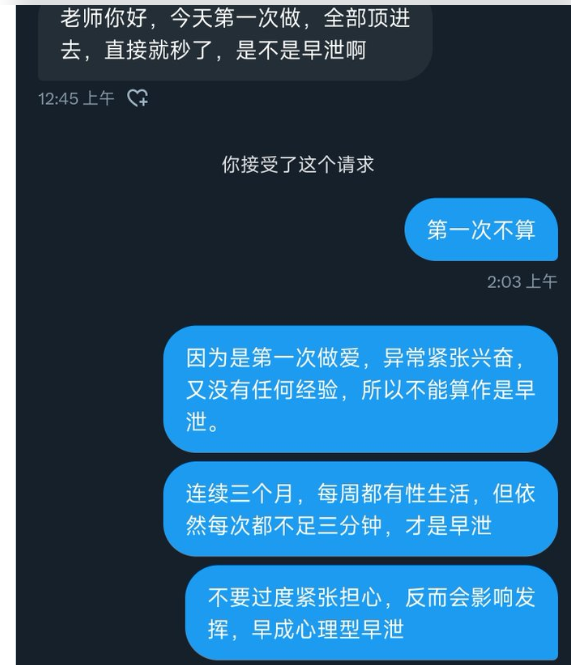 老师你好，今天第一次做，全部顶进
去，直接就秒了，是不是早泄啊
12:45 上午
你接受了这个请求
第一次不算
2:03 上午
因为是第一次做爱，异常紧张兴奋，
又没有任何经验，所以不能算作是早
泄。
连续三个月，每周都有性生活，但依
然每次都不足三分钟，才是早泄
不要过度紧张担心，反而会影响发
挥，早成心理型早泄